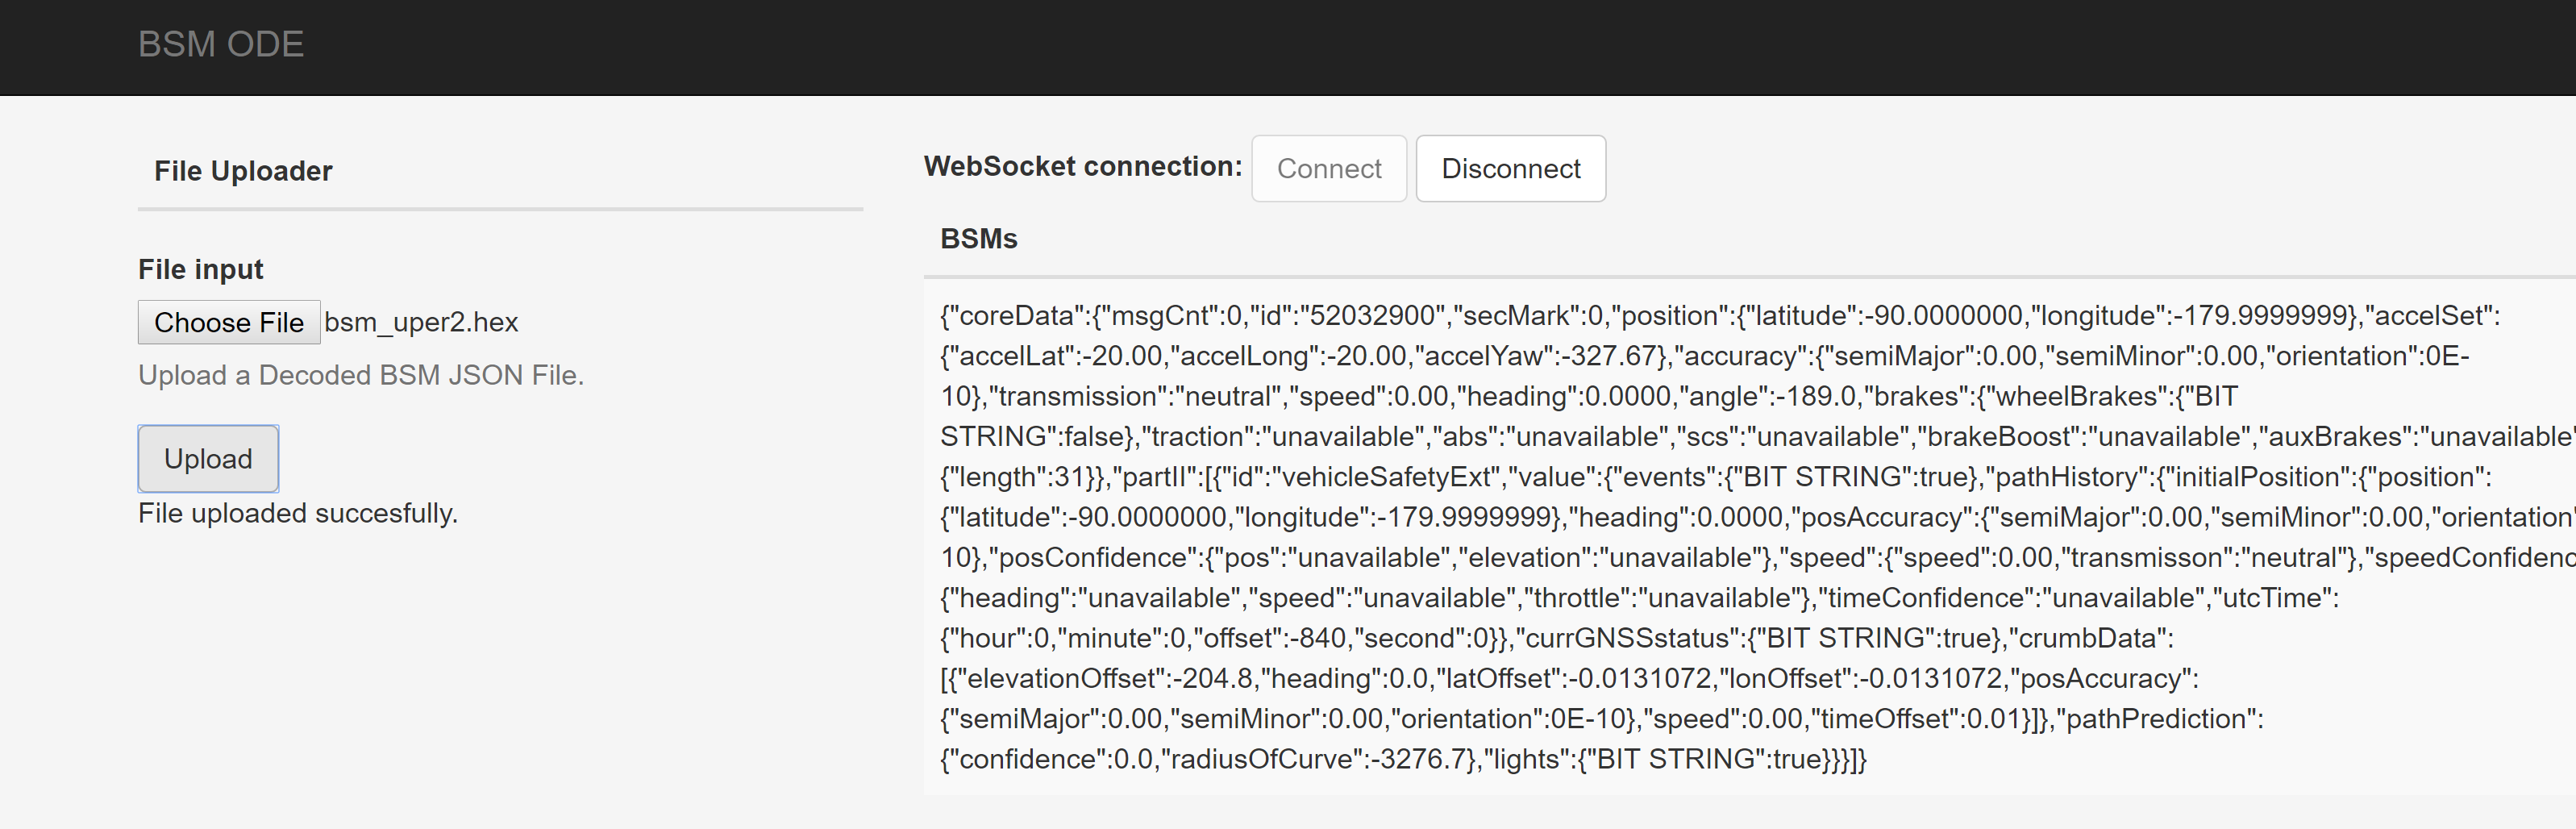 BSM ODE
File Uploader
File input
Choose File bsm_uper2.hex
Upload a Decoded BSM JSON File.
Upload
File uploaded succesfully.
WebSocket connection: Connect Disconnect
BSMs
{"coreData":{"msgCnt":0,"id":"52032900","secMark":0,"position":{"latitude":-90.0000000,"longitude":-179.9999999},"accelSet":
{"accelLat":-20.00,"accelLong":-20.00,"accelYaw":-327.67},"accuracy":{"semiMajor":0.00,"semiMinor":0.00,"orientation":0E-
10},"transmission":"neutral","speed":0.00,"heading":0.0000,"angle":-189.0,"brakes":{"wheelBrakes":{"BIT
STRING":false},"traction":"unavailable","abs":"unavailable","scs":"unavailable","brakeBoost":"unavailable","auxBrakes":"unavailable"
{"length":31}},"partII":[{"id":"vehicleSafetyExt","value":{"events":{"BIT STRING":true},"pathHistory":{"initialPosition":{"position":
{"latitude":-90.0000000,"longitude":-179.9999999},"heading":0.0000,"posAccuracy":{"semiMajor":0.00,"semiMinor":0.00,"orientation"
10},"posConfidence":{"pos":"unavailable","elevation":"unavailable"},"speed":{"speed":0.00,"transmisson":"neutral"},"speedConfidenc
{"heading":"unavailable","speed":"unavailable","throttle":"unavailable"},"timeConfidence":"unavailable","utcTime":
{"hour":0,"minute":0,"offset":-840,"second":0}},"currGNSSstatus":{"BIT STRING":true},"crumbData":
[{"elevationOffset":-204.8,"heading":0.0,"latOffset":-0.0131072,"lonOffset":-0.0131072,"posAccuracy":
{"semiMajor":0.00,"semiMinor":0.00,"orientation":0E-10},"speed":0.00,"timeOffset":0.01}]},"pathPrediction":
{"confidence":0.0,"radiusOfCurve":-3276.7},"lights":{"BIT STRING":true}}}]}